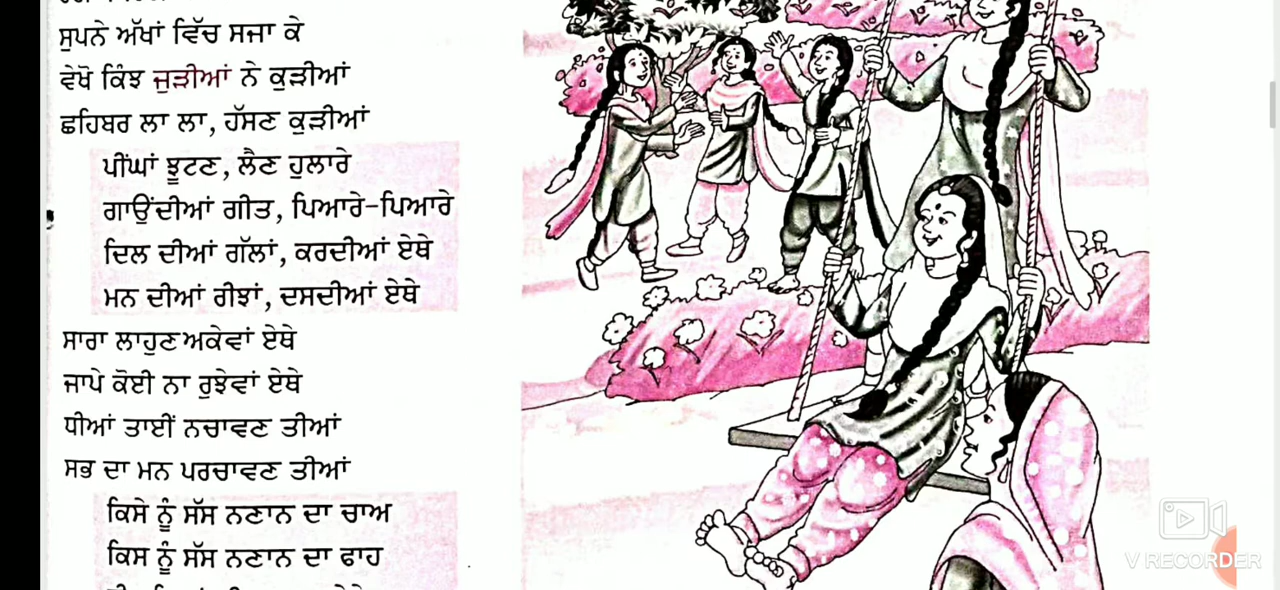 ਸੁਪਨੇ ਅੱਖਾਂ ਵਿੱਚ ਸਜਾ ਕੇ
ਵੇਖੋ ਕਿੰਝ ਜੁੜੀਆਂ ਨੇ ਕੁੜੀਆਂ
ਛਹਿਬਰ ਲਾ ਲਾ, ਹੱਸਣ ਕੁੜੀਆਂ
ਪੀਂਘਾਂ ਝੂਟਣ, ਲੈਣ ਹੁਲਾਰੇ
ਗਾਉਂਦੀਆਂ ਗੀਤ, ਪਿਆਰੇ-ਪਿਆਰੇ
ਦਿਲ ਦੀਆਂ ਗੱਲਾਂ, ਕਰਦੀਆਂ ਏਥੇ
ਮਨ ਦੀਆਂ ਰੀਝਾਂ, ਦਸਦੀਆਂ ਏਥੇ
ਸਾਰਾ ਲਾਹੁਣ ਅਕੇਵਾਂ ਏਥੇ
ਜਾਪੇ ਕੋਈ ਨਾ ਰੁਝੇਵਾਂ ਏਥੇ
ਧੀਆਂ ਤਾਈਂ ਨਚਾਵਣ ਤੀਆਂ
ਸਭ ਦਾ ਮਨ ਪਰਚਾਵਣ ਤੀਆਂ
ਕਿਸੇ ਨੂੰ ਸੱਸ ਨਣਾਨ ਦਾ ਚਾਅ
ਕਿਸ ਨੂੰ ਸੱਸ ਨਣਾਨ ਦਾ ਫਾਹ
V RECORDER